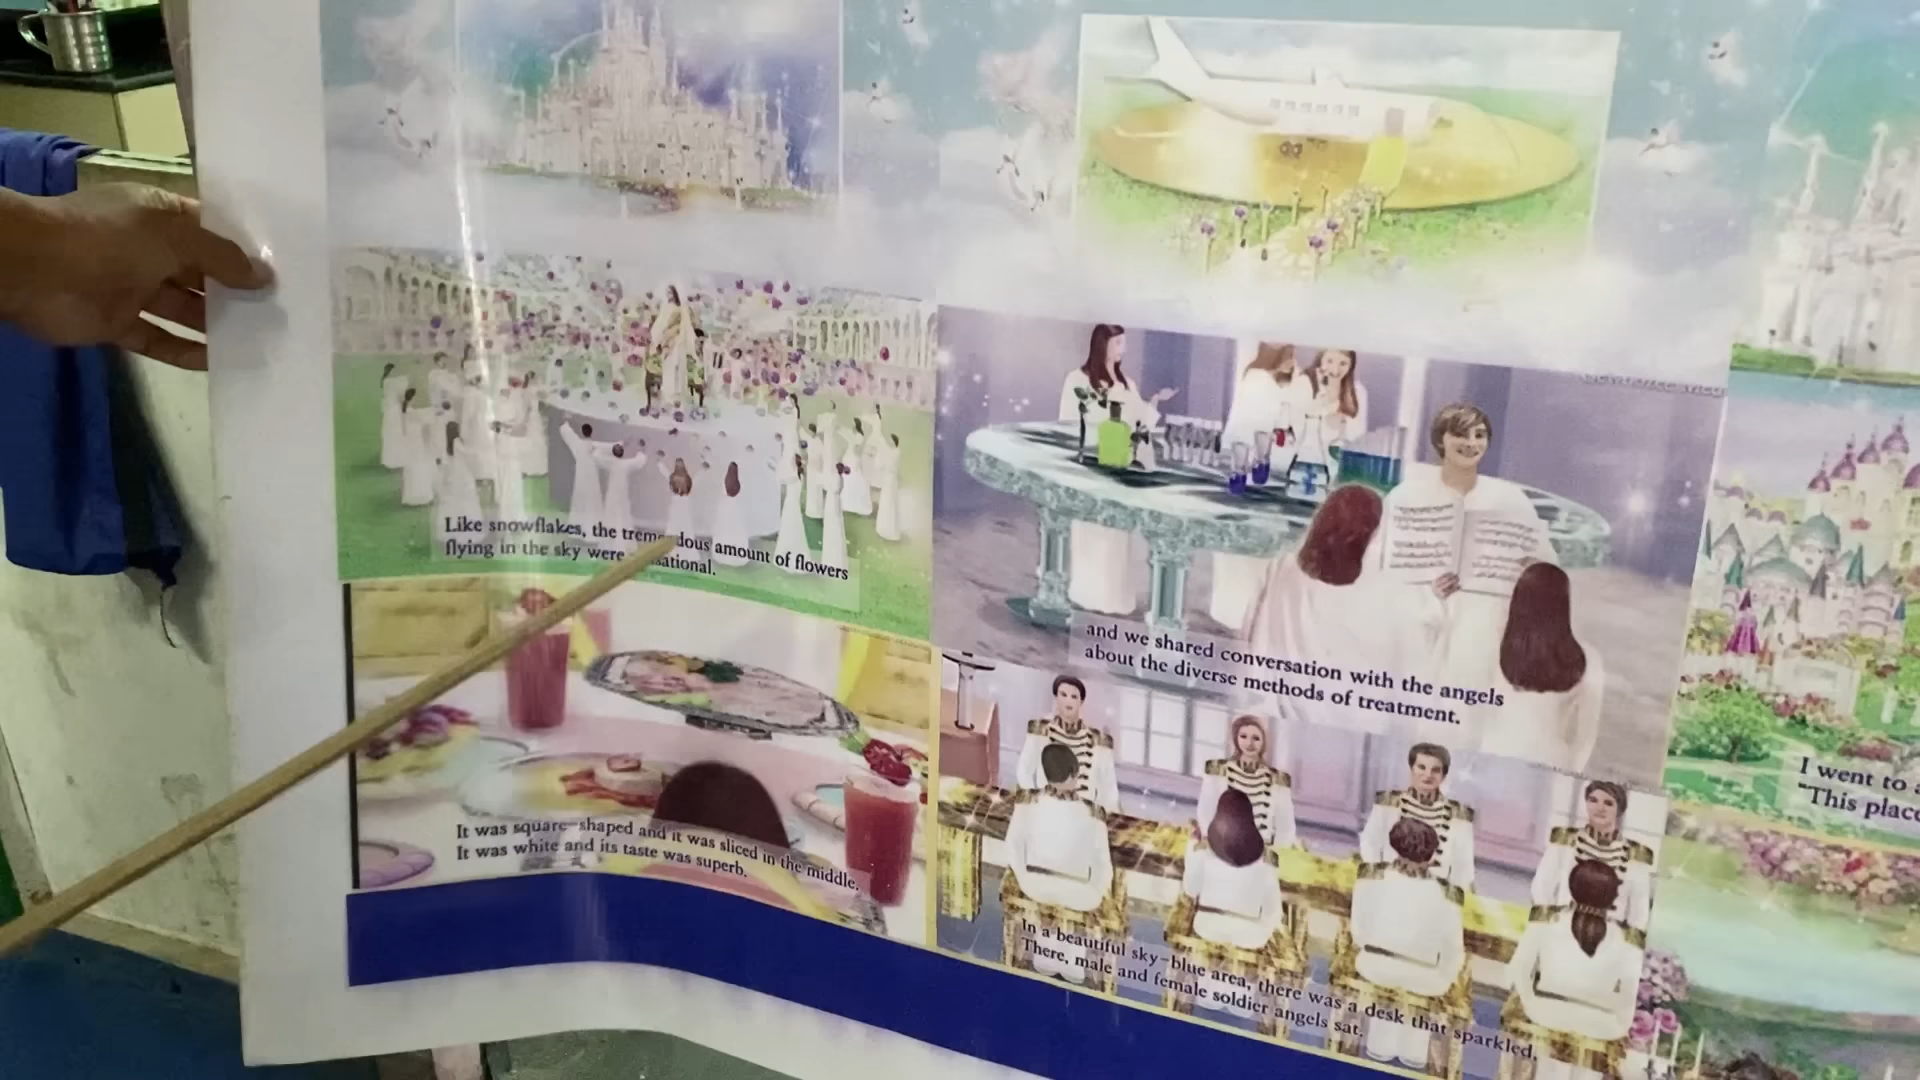 Like snowflakes, the dous amount of flowers
flying in the sky were
It was square-shaped and it was sliced in the middle.
It was white and its taste was superb.
and we shared conversation with the angels
about the diverse methods of treatment.
In a beautiful sky-blue area, there was a desk that sparkled.
There, male and female soldier angels sat.
I went to
"This place